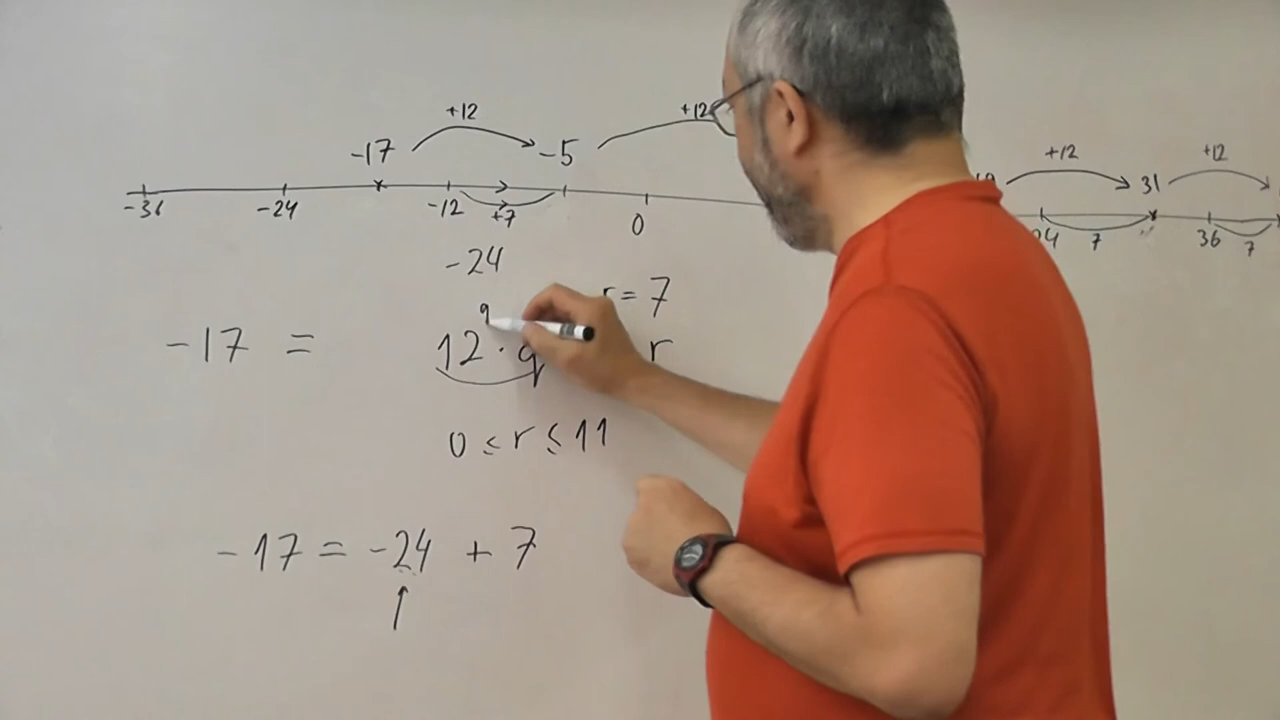 +12 +12 +12 +12
-17 -5 31
-36 -24 -12 +7 0 7 36 7
-24
r = 7
q
-17 = 12 · q r
0 ≤ r ≤ 11
-17 = -24 + 7